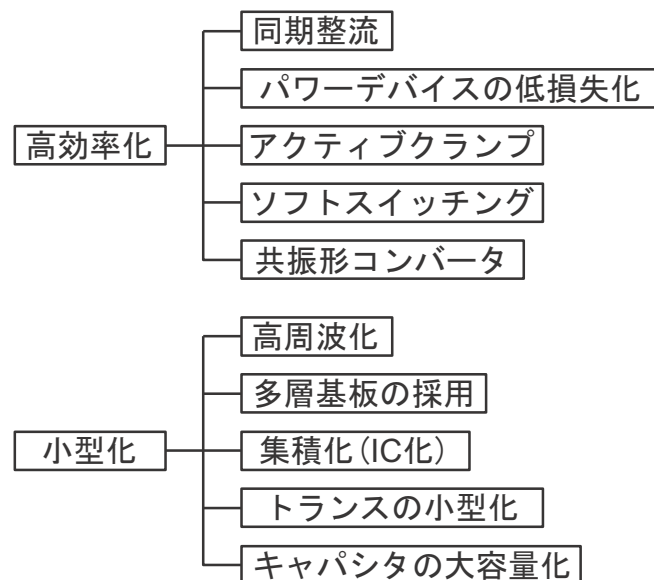 同期整流
パワーデバイスの低損失化
高効率化
アクティブクランプ
ソフトスイッチング
共振形コンバータ
高周波化
多層基板の採用
小型化
集積化(IC化)
トランスの小型化
キャパシタの大容量化